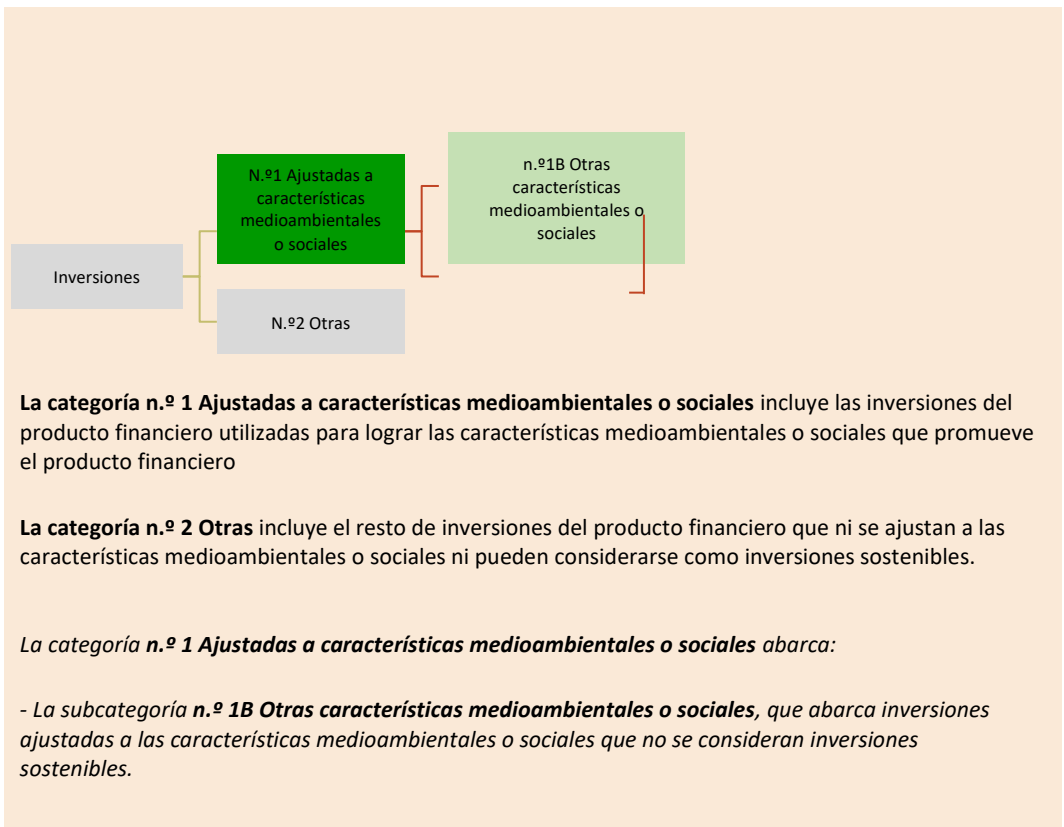 N.º1 Ajustadas a
características
medioambientales
o sociales
n.º1B Otras
características
medioambientales o
sociales
Inversiones
N.º2 Otras
La categoría n.º 1 Ajustadas a características medioambientales o sociales incluye las inversiones del
producto financiero utilizadas para lograr las características medioambientales o sociales que promueve
el producto financiero
La categoría n.º 2 Otras incluye el resto de inversiones del producto financiero que ni se ajustan a las
características medioambientales o sociales ni pueden considerarse como inversiones sostenibles.
La categoría n.º 1 Ajustadas a características medioambientales o sociales abarca:
- La subcategoría n.º 1B Otras características medioambientales o sociales, que abarca inversiones
ajustadas a las características medioambientales o sociales que no se consideran inversiones
sostenibles.